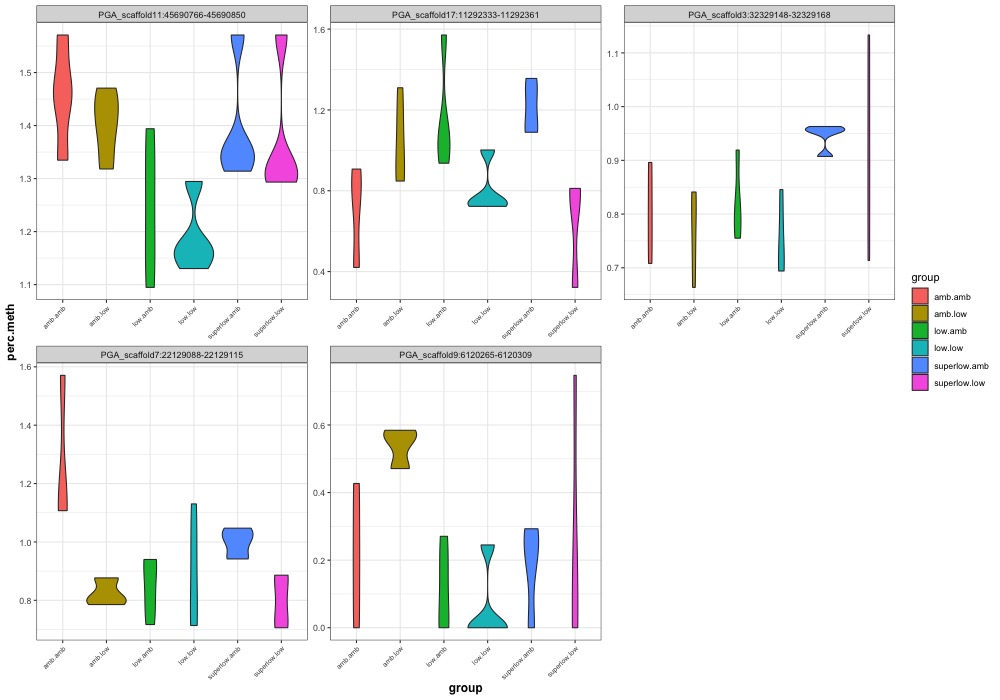 PGA_scaffold11:45690766-45690850
PGA_scaffold17:11292333-11292361
PGA_scaffold3:32329148-32329168
1.5
1.4
1.3
1.2
1.1
1.6
1.2
0.8
0.4
1.1
1.0
0.9
0.8
0.7
amb.amb
amb.low
low.amb
low.low
superlow.amb
superlow.low
amb.amb
amb.low
low.amb
low.low
superlow.amb
superlow.low
amb.amb
amb.low
low.amb
low.low
superlow.amb
superlow.low
perc.meth
group
amb.amb
amb.low
low.amb
low.low
superlow.amb
superlow.low
PGA_scaffold7:22129088-22129115
PGA_scaffold9:6120265-6120309
1.6
1.4
1.2
1.0
0.8
0.6
0.4
0.2
0.0
amb.amb
amb.low
low.amb
low.low
superlow.amb
superlow.low
amb.amb
amb.low
low.amb
low.low
superlow.amb
superlow.low
group